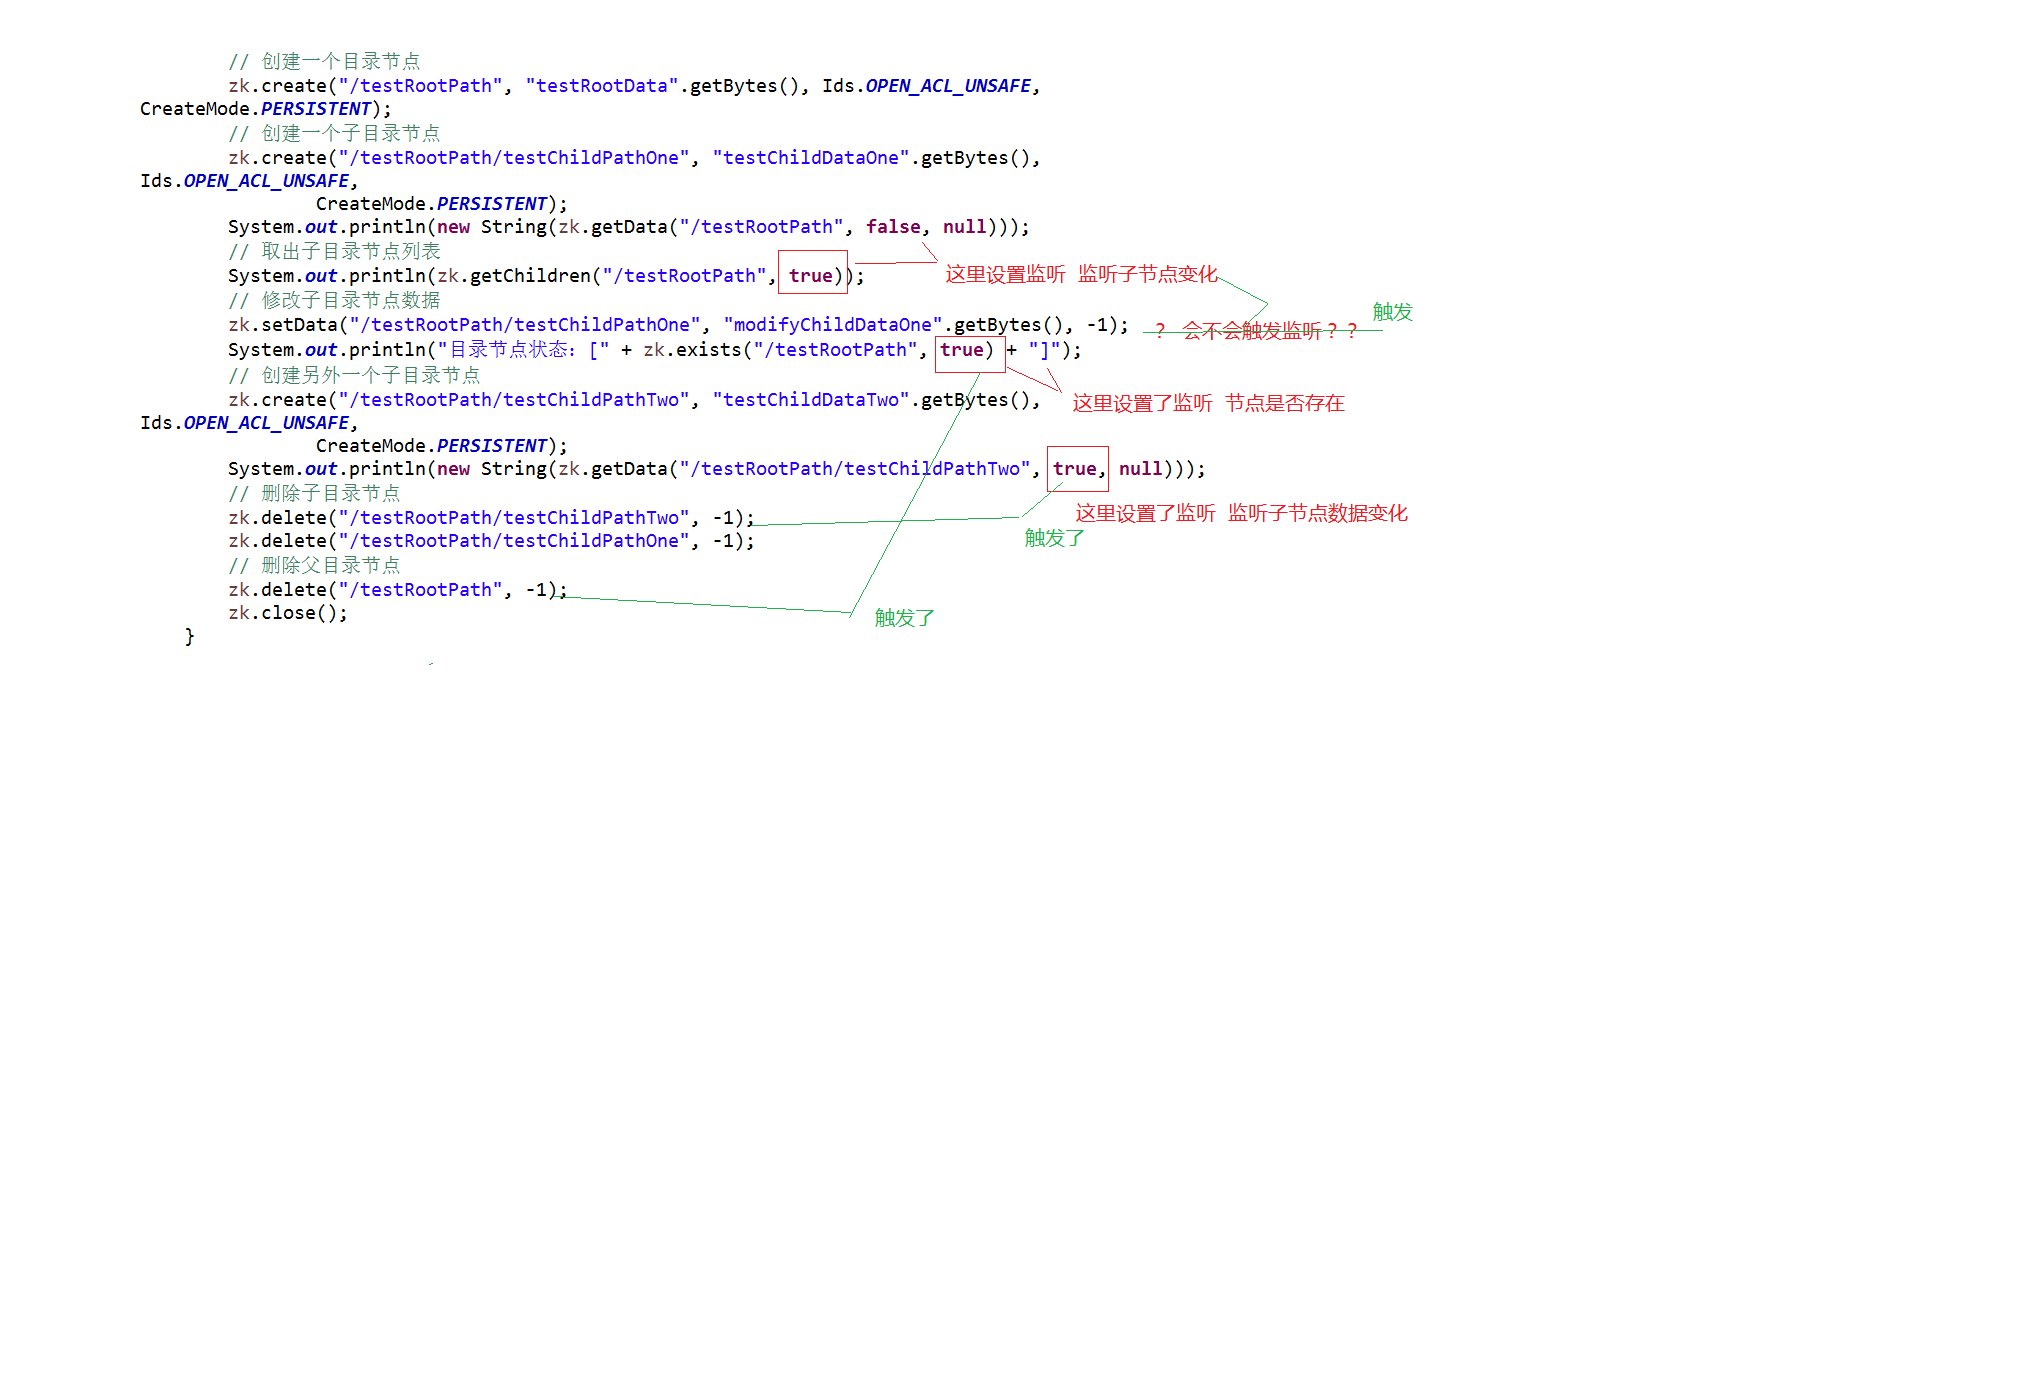 // 创建一个目录节点
zk.create("/testRootPath", "testRootData".getBytes(), Ids.OPEN_ACL_UNSAFE,
CreateMode.PERSISTENT);
// 创建一个子目录节点
zk.create("/testRootPath/testChildPathOne", "testChildDataOne".getBytes(),
Ids.OPEN_ACL_UNSAFE,
CreateMode.PERSISTENT);
System.out.println(new String(zk.getData("/testRootPath", false, null)));
// 取出子目录节点列表
System.out.println(zk.getChildren("/testRootPath", true));
这里设置监听 监听子节点变化
// 修改子目录节点数据
触发
zk.setData("/testRootPath/testChildPathOne", "modifyChildDataOne".getBytes(), -1);
? 会不会触发监听??
System.out.println("目录节点状态: [" + zk.exists("/testRootPath", true) + "]");
// 创建另外一个子目录节点
zk.create("/testRootPath/testChildPathTwo", "testChildDataTwo".getBytes(),
这里设置了监听 节点是否存在
Ids.OPEN_ACL_UNSAFE,
CreateMode.PERSISTENT);
System.out.println(new String(zk.getData("/testRootPath/testChildPathTwo", true, null)));
// 删除子目录节点
zk.delete("/testRootPath/testChildPathTwo", -1);
这里设置了监听 监听子节点数据变化
触发了
zk.delete("/testRootPath/testChildPathOne", -1);
// 删除父目录节点
zk.delete("/testRootPath", -1);
zk.close();
触发了
}